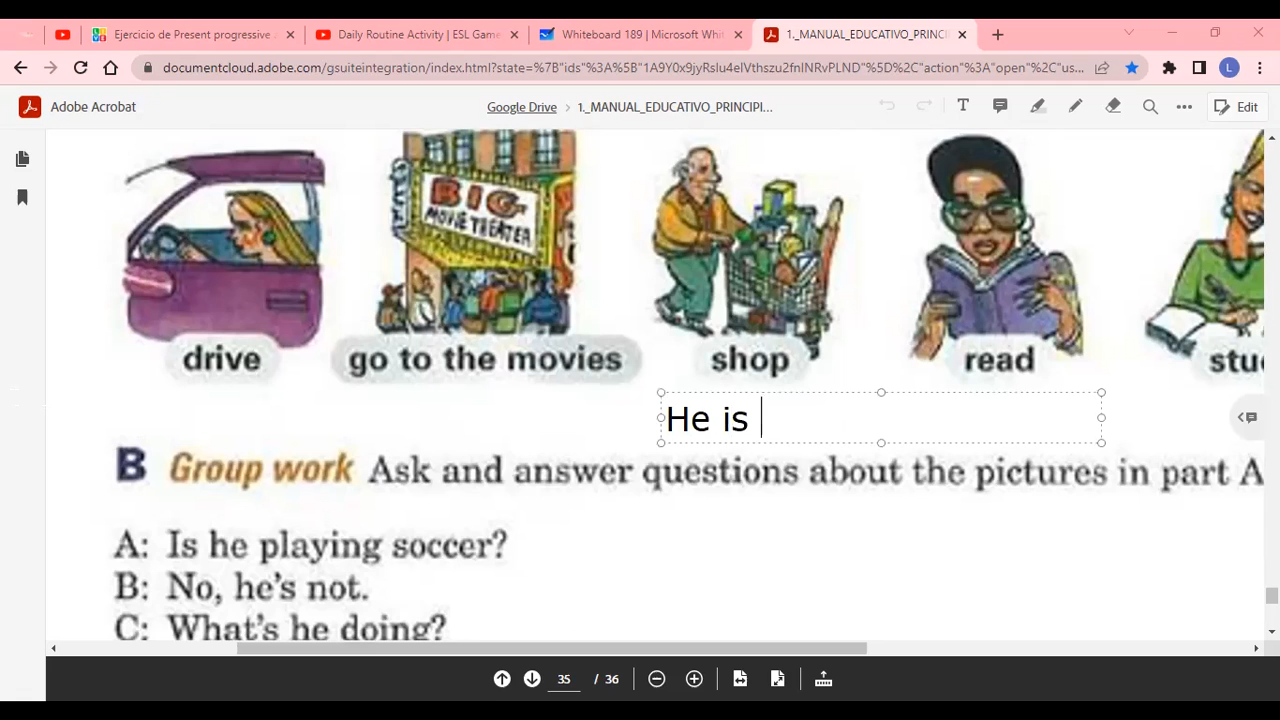 Ejercicio de Present progressive
Daily Routine Activity | ESL Game
Whiteboard 189 | Microsoft Whit
1._MANUAL_EDUCATIVO_PRINCIP
documentcloud.adobe.com/gsuiteintegration/index.html?state=%7B"ids"%3A%5B"1A9Y0x9jyRslu4elVthszu2fnINRvPLND"%5D%2C"action"%3A"open"%2C"us...
L
Adobe Acrobat
Google Drive > 1._MANUAL_EDUCATIVO_PRINCIPI...
T
Edit
BIG
MOVIE THEATER
drive
go to the movies
shop
read
stu
He is
B Group work Ask and answer questions about the pictures in part A
A: Is he playing soccer?
B: No, he's not.
C: What's he doing?
35 / 36